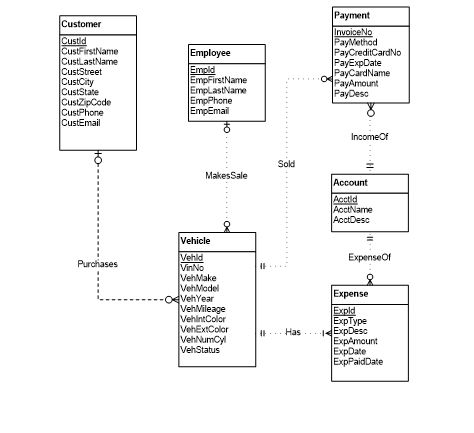 Customer
CustId
CustFirstName
CustLastName
CustStreet
CustCity
CustState
CustZipCode
CustPhone
CustEmail
Employee
EmpId
EmpFirstName
EmpLastName
EmpPhone
EmpEmail
Payment
InvoiceNo
PayMethod
PayCreditCardNo
PayExpDate
PayCardName
PayAmount
PayDesc
IncomeOf
Sold
MakesSale
Account
AcctId
AcctName
AcctDesc
ExpenseOf
Purchases
Vehicle
VehId
VinNo
VehMake
VehModel
VehYear
VehMileage
VehIntColor
VehExtColor
VehNumCyl
VehStatus
Has
Expense
ExpId
ExpType
ExpDesc
ExpAmount
ExpDate
ExpPaidDate